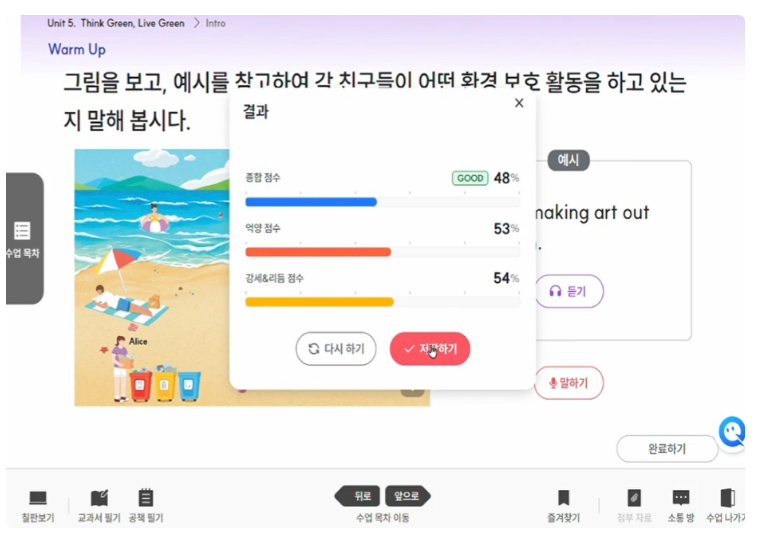 Unit 5. Think Green, Live Green > Intro
Warm Up
그림을 보고, 예시를 참고하여 각 친구들이 어떤 환경 보호 활동을 하고 있는
지 말해 봅시다.
결과
종합 점수 GOOD 48%
억양 점수 53%
강세&리듬 점수 54%
다시 하기
저장하기
수업 목차
Alice
예시
making art out
듣기
말하기
완료하기
칠판보기
교과서 필기
공책 필기
뒤로 앞으로
수업 목차 이동
즐겨찾기
첨부 자료
소통 방
수업 나가기